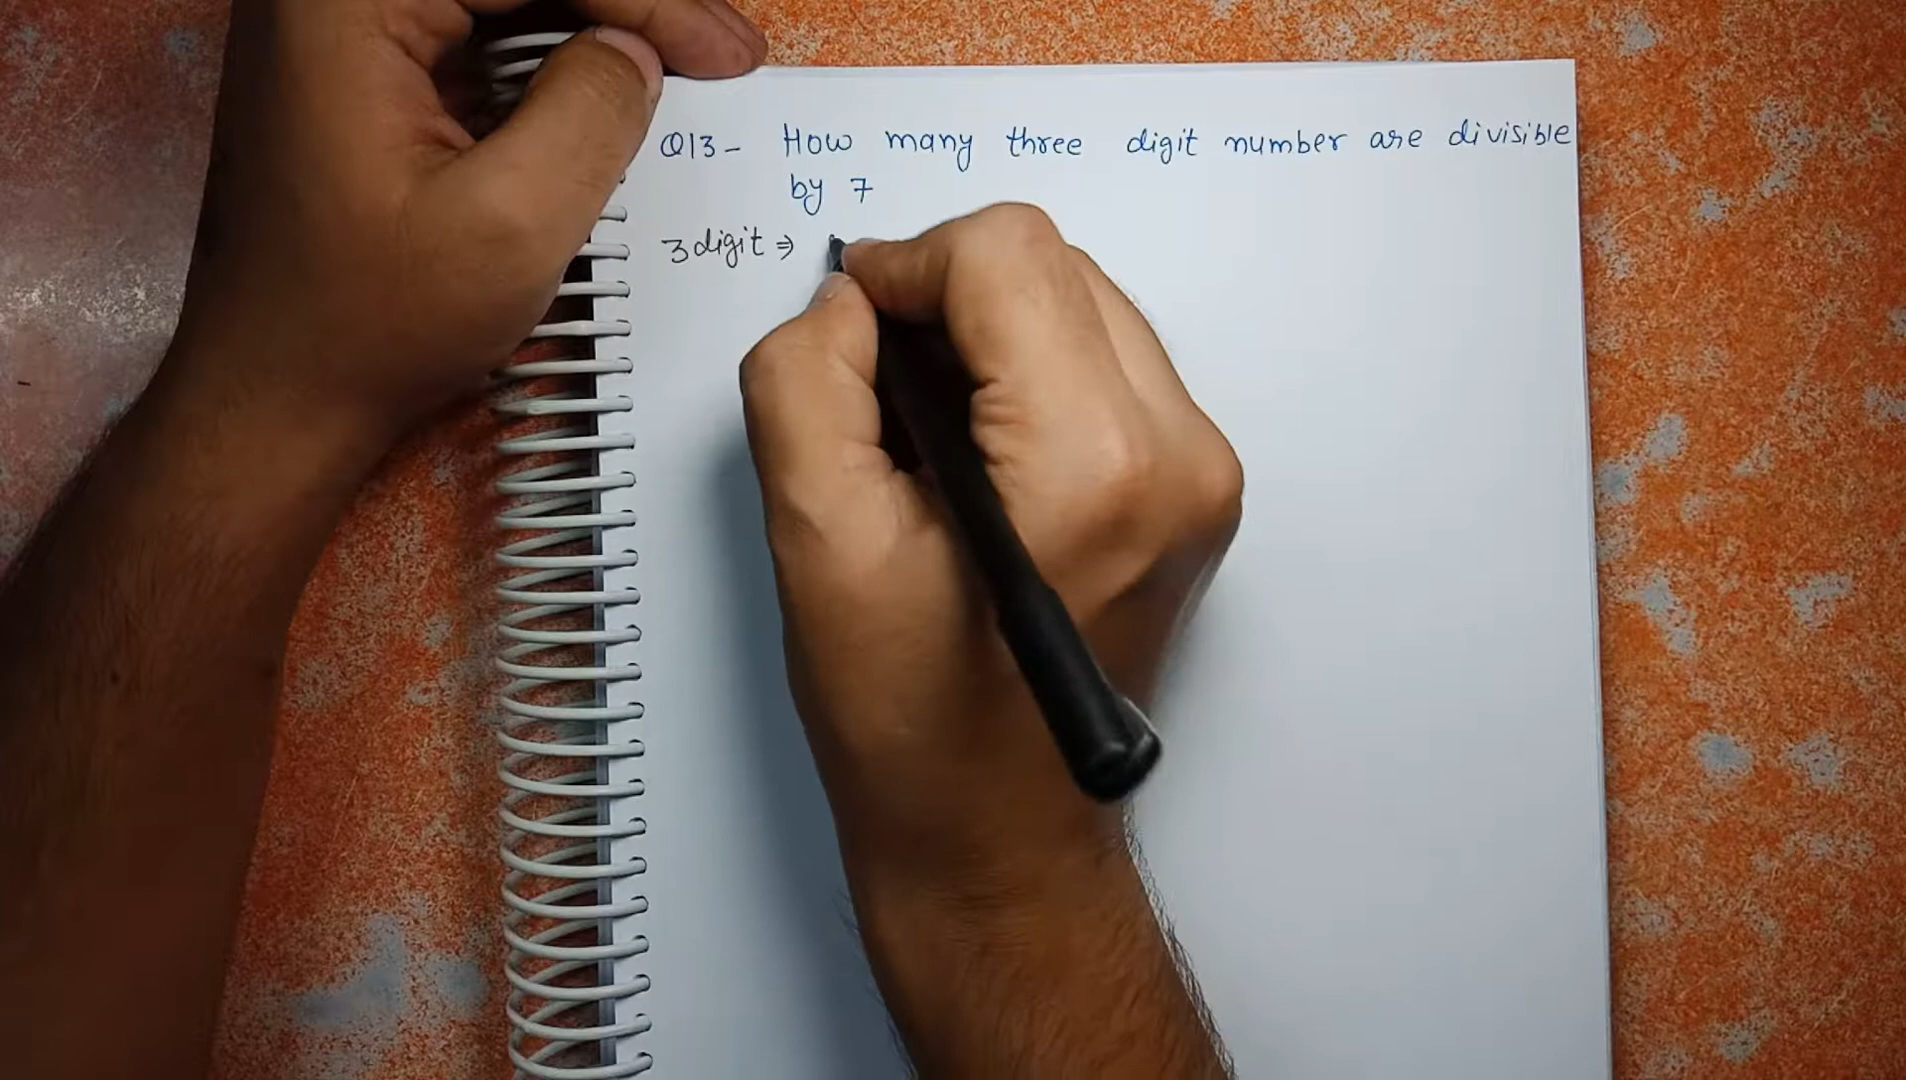 Q13- How many three digit number are divisible
by 7
3 digit ⇒